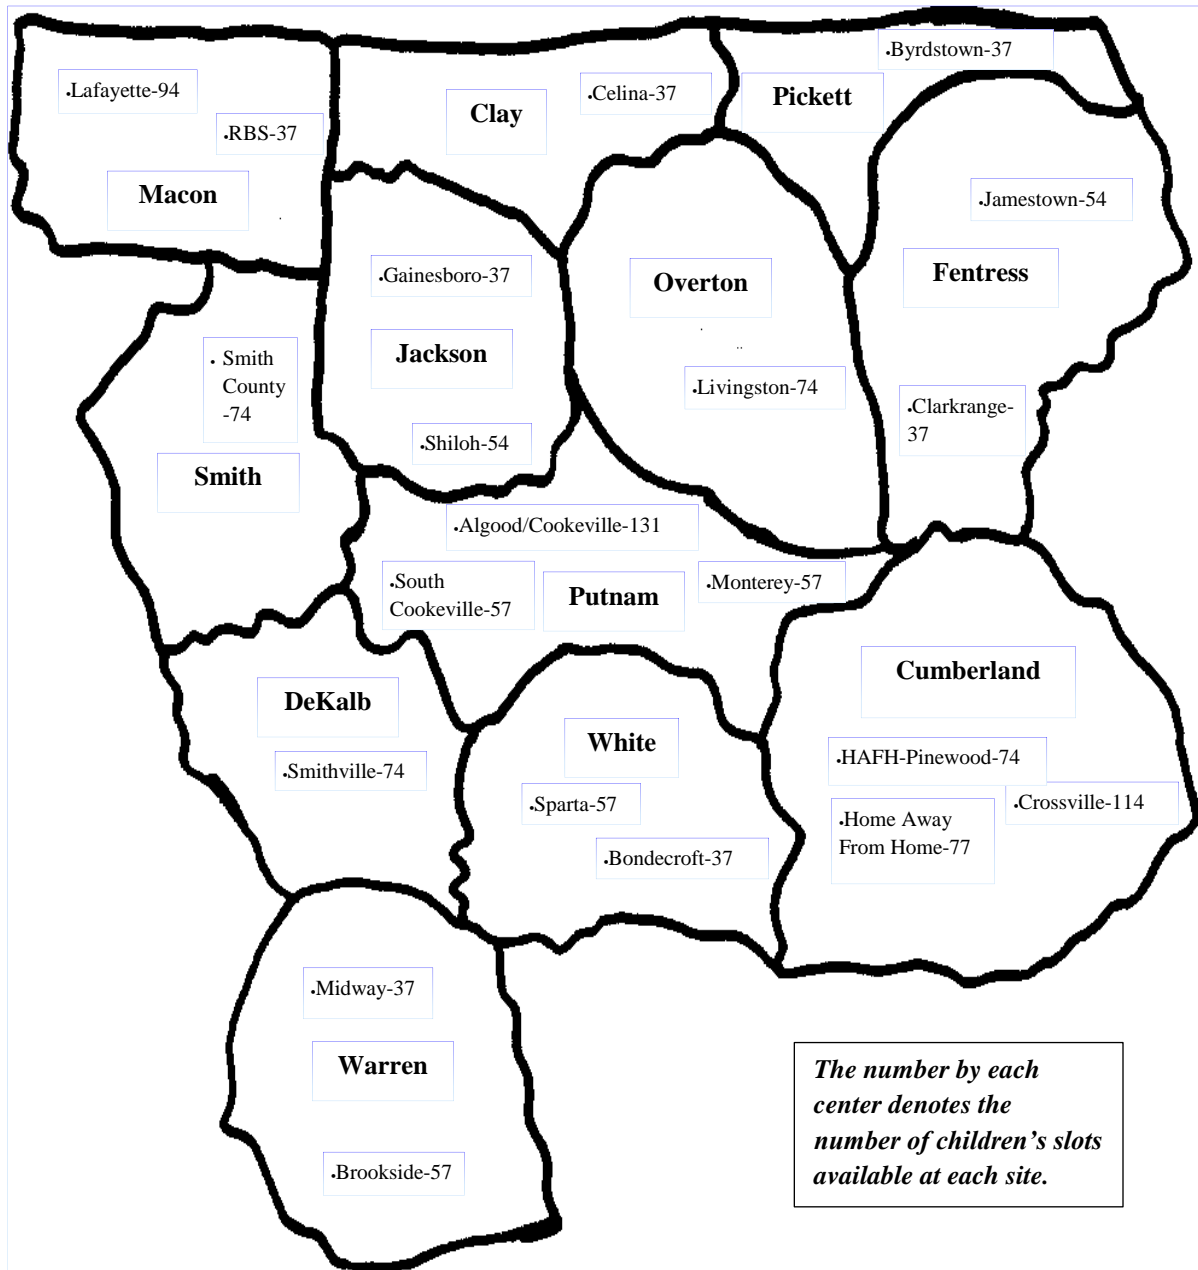 .Byrdstown-37
.Lafayette-94
.Celina-37
Pickett
Clay
.RBS-37
Macon
.Jamestown-54
.Gainesboro-37
Overton
Fentress
Jackson
. Smith
County
-74
.Livingston-74
.Clarkrange-
37
.Shiloh-54
Smith
.Algood/Cookeville-131
.South
Cookeville-57
Putnam
.Monterey-57
Cumberland
DeKalb
White
.Smithville-74
.HAFH-Pinewood-74
.Sparta-57
.Crossville-114
.Home Away
From Home-77
.Bondecroft-37
.Midway-37
Warren
.Brookside-57
The number by each
center denotes the
number of children’s slots
available at each site.